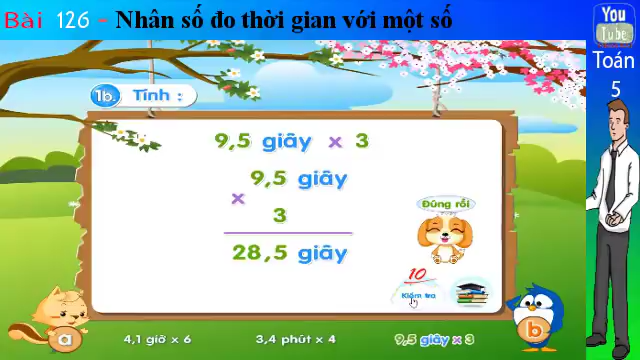 Bài 126 - Nhân số đo thời gian với một số
You
Tube
Toán
5
1b. Tính :
9,5 giây x 3
9,5 giây
x
3
28,5 giây
Đúng rồi
10
Kiểm tra
a
4,1 giờ x 6
3,4 phút x 4
9,5 giây x 3
b